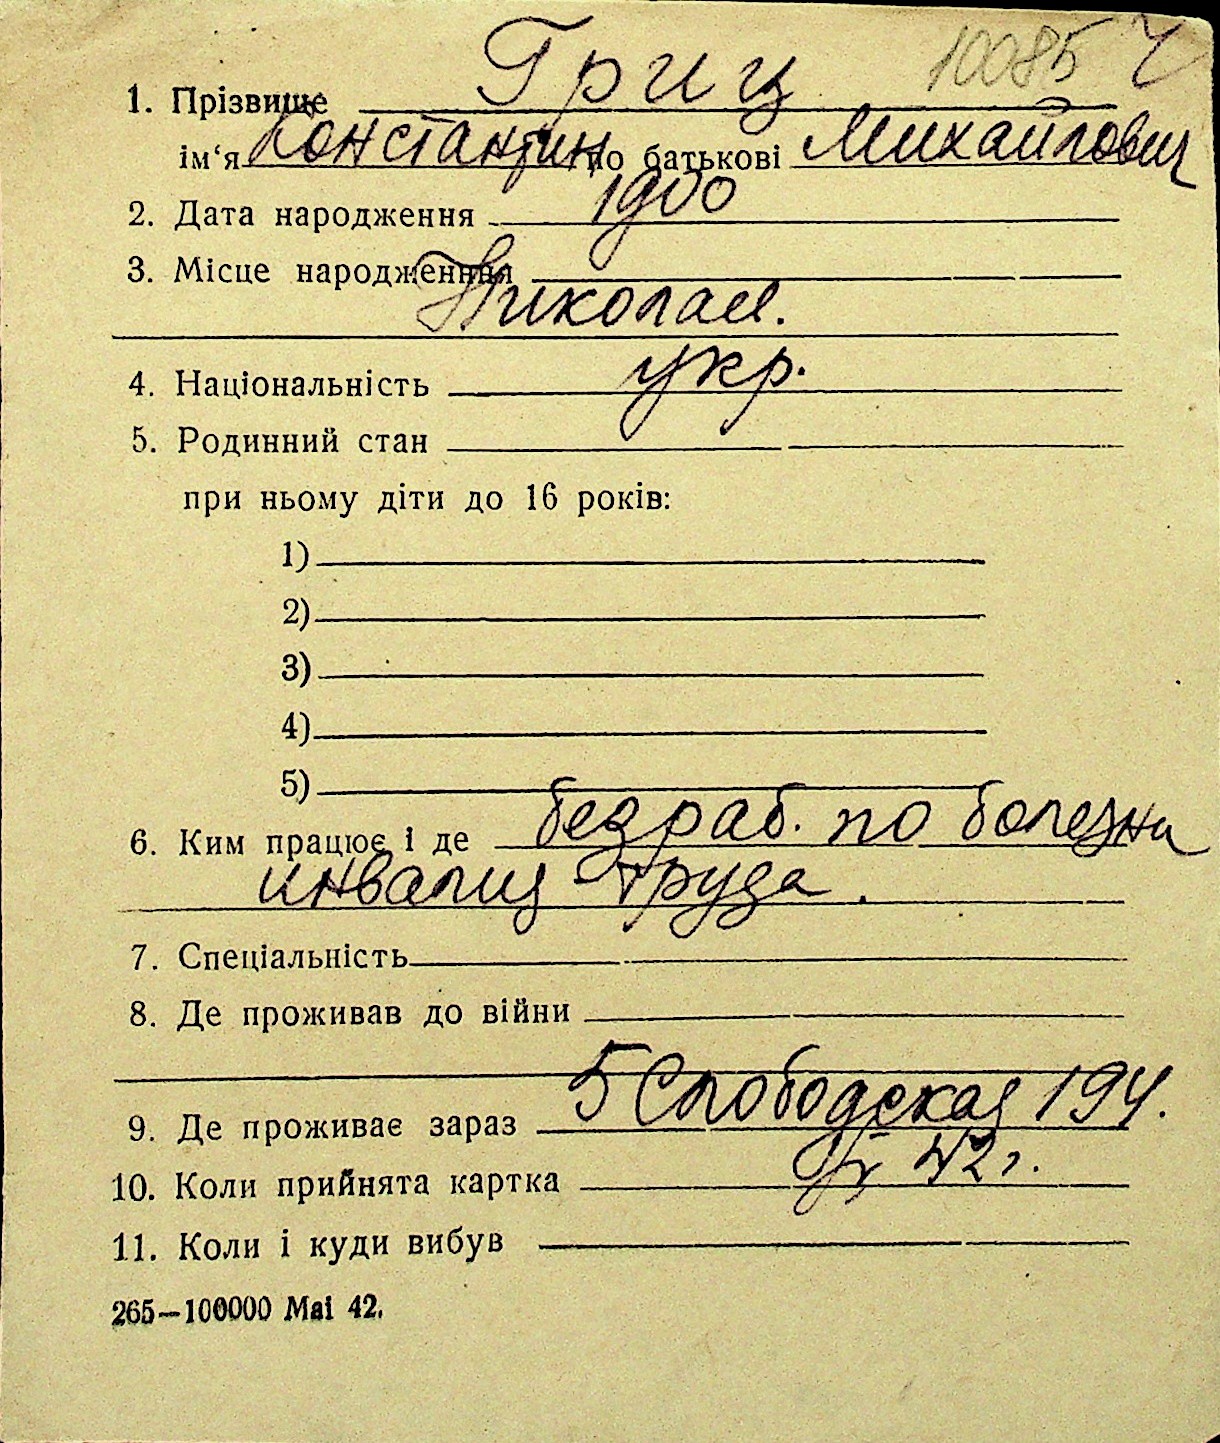 10085
1. Прізвище Гриц
ім‘я Константин по батькові Михайлович
2. Дата народження 1900
3. Місце народженння
Николаев.
4. Національність укр.
5. Родинний стан
при ньому діти до 16 років:
1)
2)
3)
4)
5)
6. Ким працює і де безраб. по болезни
инвалид труда.
7. Спеціальність
8. Де проживав до війни
9. Де проживає зараз 5 Слободская 194.
10. Коли прийнята картка 42 г.
11. Коли і куди вибув
265—100000 Mai 42.